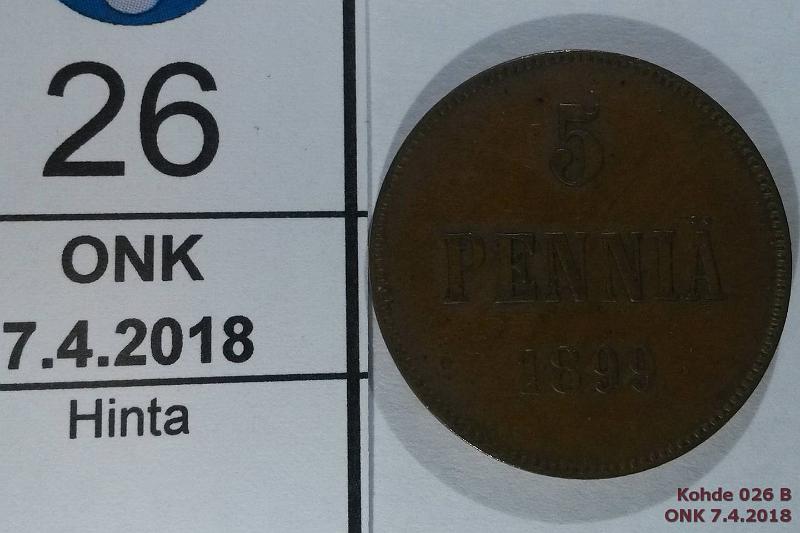 26
ONK
7.4.2018
Hinta
5
PENNIÄ
1899
Kohde 026 B
ONK 7.4.2018